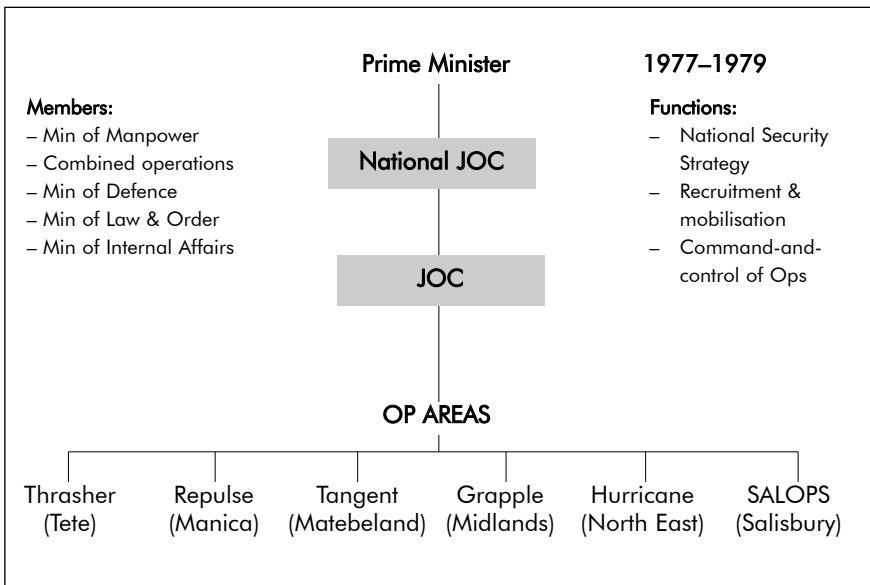 Prime Minister
1977–1979
Members:
– Min of Manpower
– Combined operations
– Min of Defence
– Min of Law & Order
– Min of Internal Affairs
National JOC
JOC
Functions:
– National Security
Strategy
– Recruitment &
mobilisation
– Command-and-
control of Ops
OP AREAS
Thrasher
(Tete)
Repulse
(Manica)
Tangent
(Matebeland)
Grapple
(Midlands)
Hurricane
(North East)
SALOPS
(Salisbury)